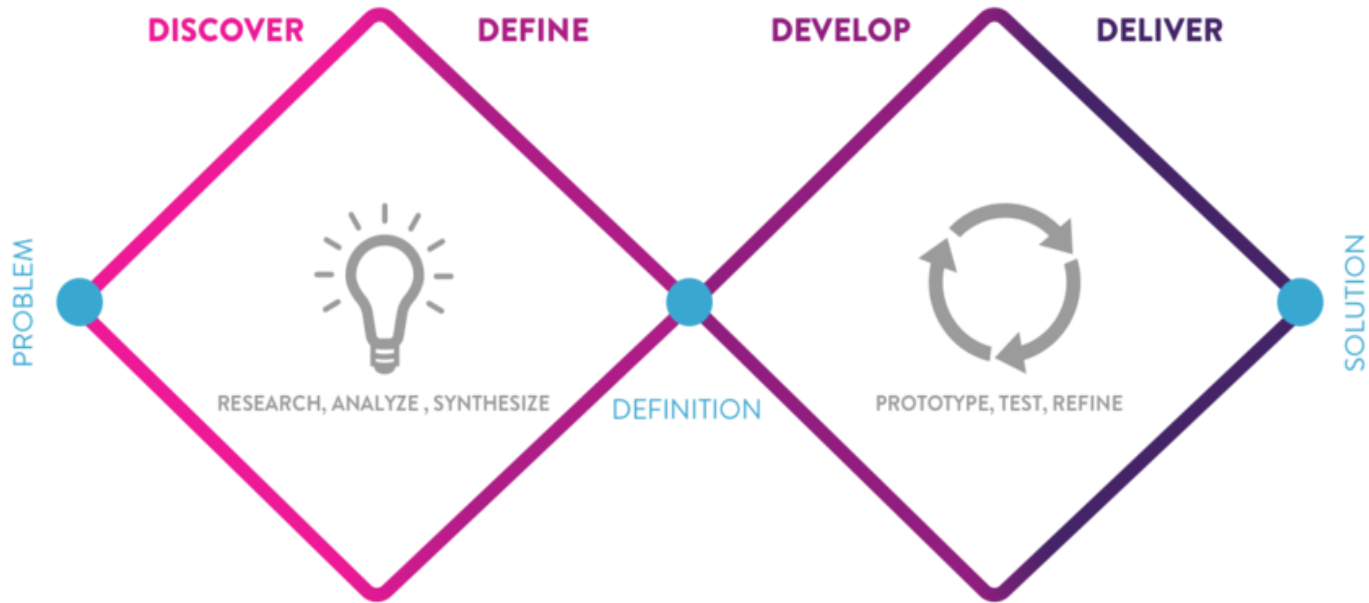 DISCOVER
DEFINE
DEVELOP
DELIVER
PROBLEM
SOLUTION
RESEARCH, ANALYZE , SYNTHESIZE
DEFINITION
PROTOTYPE, TEST, REFINE